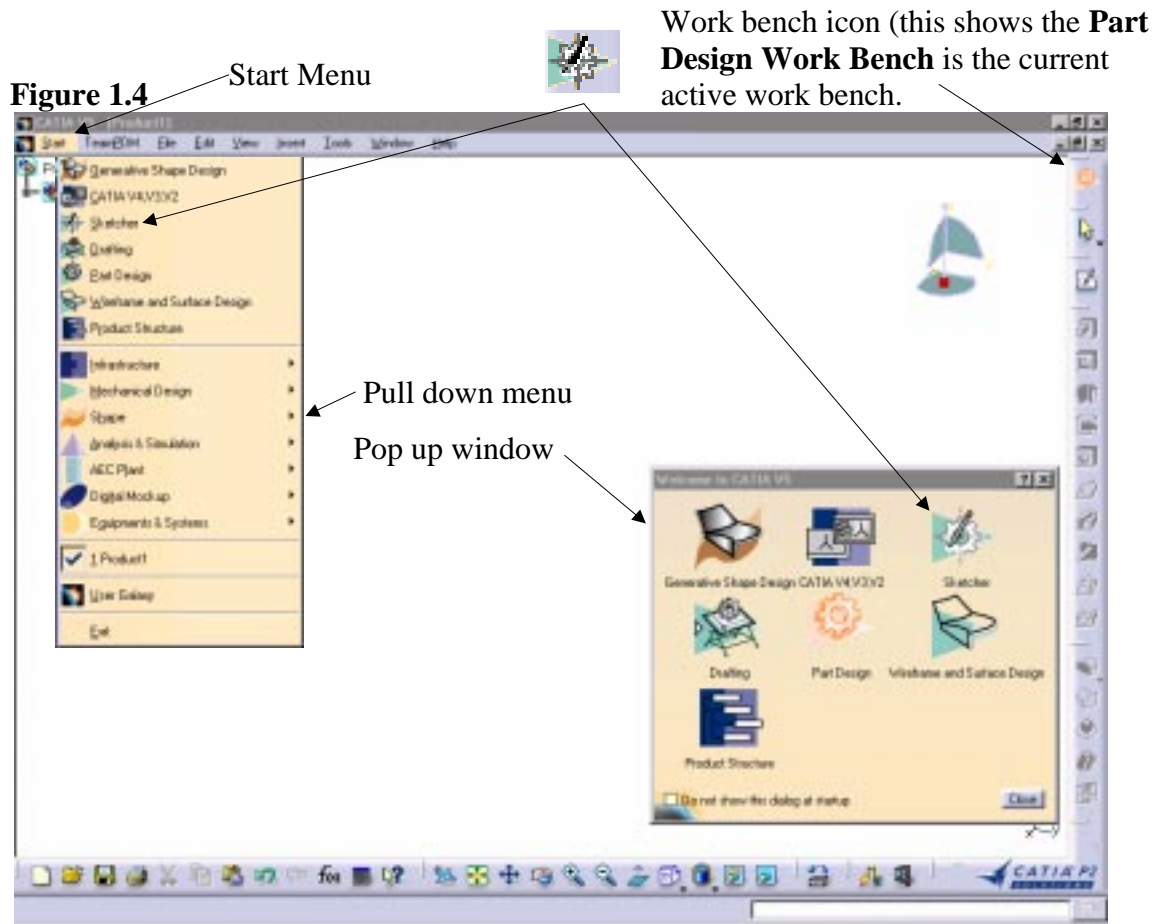 Work bench icon (this shows the Part
Design Work Bench is the current
active work bench.
Start Menu
Figure 1.4
CATIA V5 - [Product1]
Start TeamPDM File Edit View Insert Tools Window Help
Generative Shape Design
CATIA V4,V3,V2
Sketcher
Drafting
Part Design
Wireframe and Surface Design
Product Structure
Infrastructure
Mechanical Design
Shape
Analysis & Simulation
AEC Plant
Digital Mockup
Equipments & Systems
1 Product1
User Galaxy
Exit
Pull down menu
Pop up window
Welcome to CATIA V5
Generative Shape Design CATIA V4,V3,V2 Sketcher
Drafting Part Design Wireframe and Surface Design
Product Structure
Do not show this dialog at startup
Close
CATIA P2
SOLUTIONS